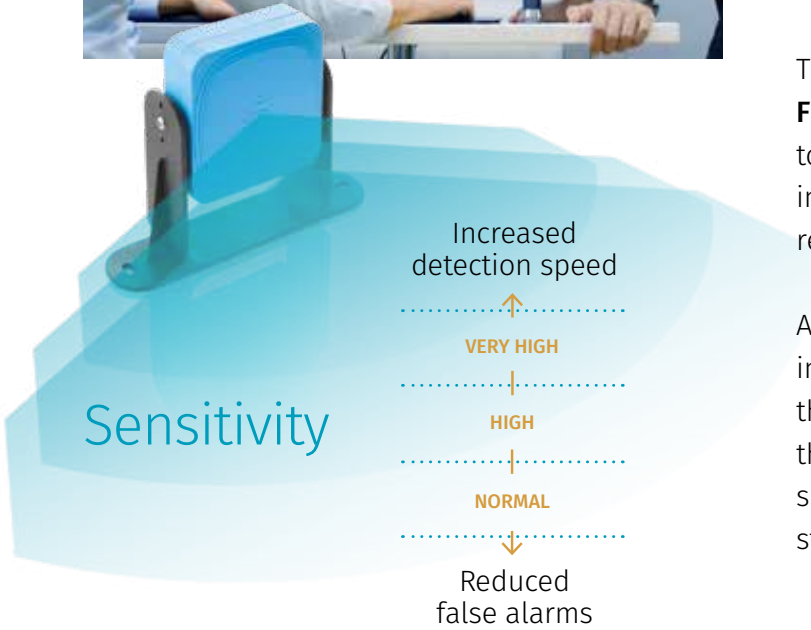 Increased
detection speed
VERY HIGH
Sensitivity
HIGH
NORMAL
Reduced
false alarms